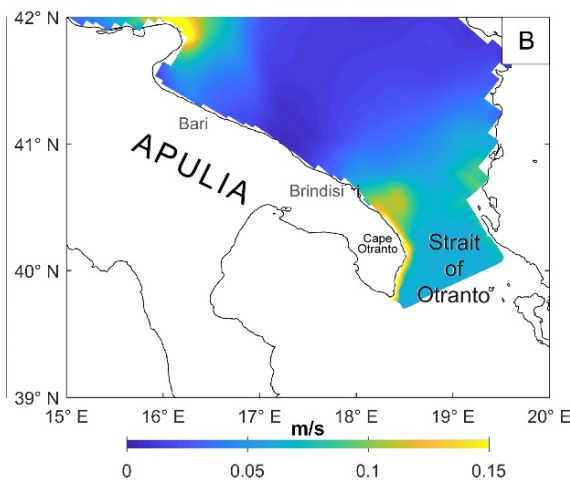 42° N
B
41° N
Bari
APULIA
Brindisi
Cape
Otranto
Strait
of
Otranto
40° N
39° N
15° E
16° E
17° E
18° E
19° E
20° E
m/s
0
0.05
0.1
0.15